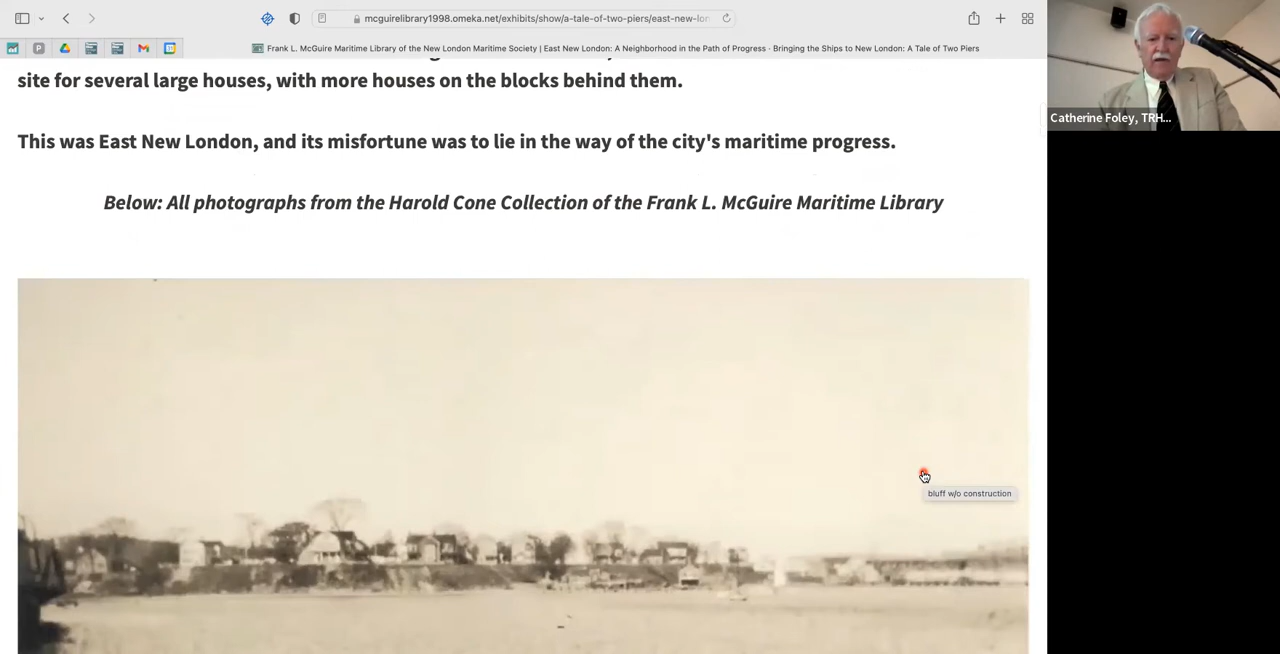 mcguirelibrary1998.omeka.net/exhibits/show/a-tale-of-two-piers/east-new-lon
Frank L. McGuire Maritime Library of the New London Maritime Society | East New London: A Neighborhood in the Path of Progress · Bringing the Ships to New London: A Tale of Two Piers
site for several large houses, with more houses on the blocks behind them.
This was East New London, and its misfortune was to lie in the way of the city's maritime progress.
Below: All photographs from the Harold Cone Collection of the Frank L. McGuire Maritime Library
bluff w/o construction
Catherine Foley, TRH...